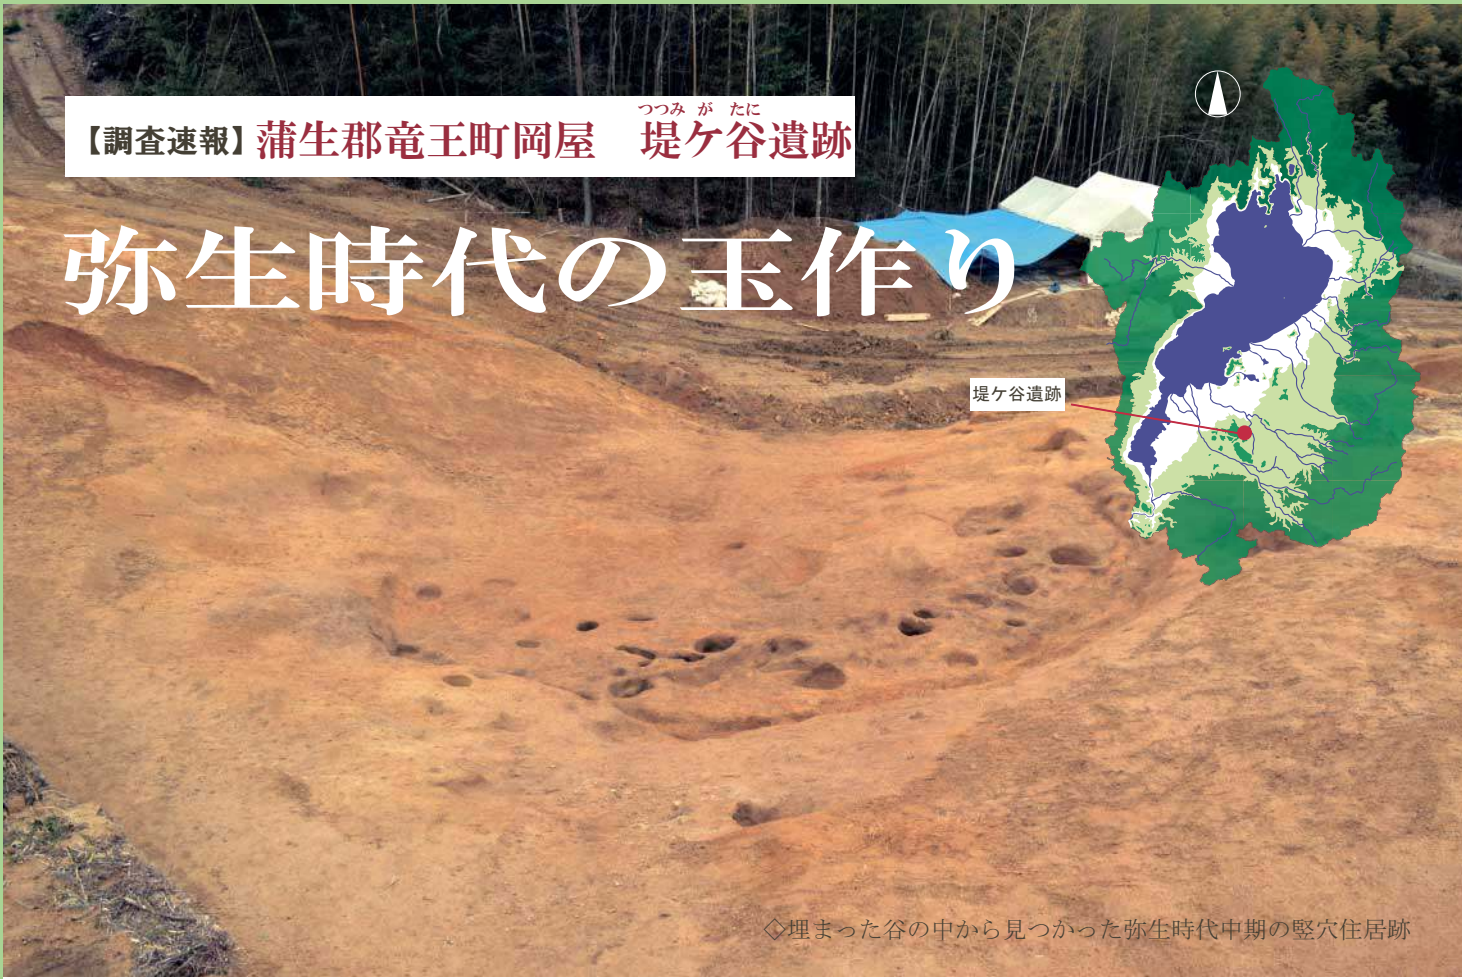 【調査速報】蒲生郡竜王町岡屋　堤ケ谷遺跡
つつみ が たに
弥生時代の玉作り
堤ケ谷遺跡
◇埋まった谷の中から見つかった弥生時代中期の竪穴住居跡